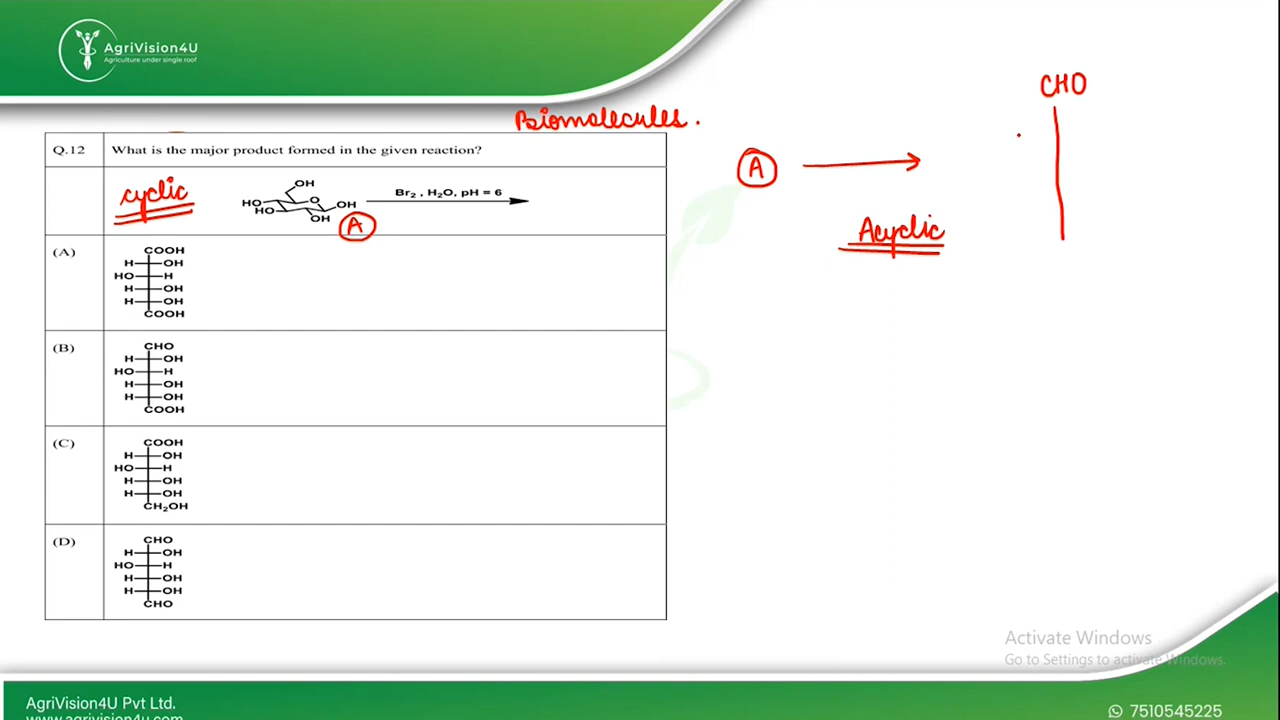 AgriVision4U
Agriculture under single roof
Biomolecules.
Q.12 What is the major product formed in the given reaction?
cyclic
OH
HO
HO
O
OH
OH
Br₂ , H₂O, pH = 6
A
(A)
COOH
H OH
HO H
H OH
H OH
COOH
(B)
CHO
H OH
HO H
H OH
H OH
COOH
(C)
COOH
H OH
HO H
H OH
H OH
CH₂OH
(D)
CHO
H OH
HO H
H OH
H OH
CHO
A
Acyclic
CHO
Activate Windows
Go to Settings to activate Windows.
AgriVision4U Pvt Ltd.
www.agrivision4u.com
7510545225